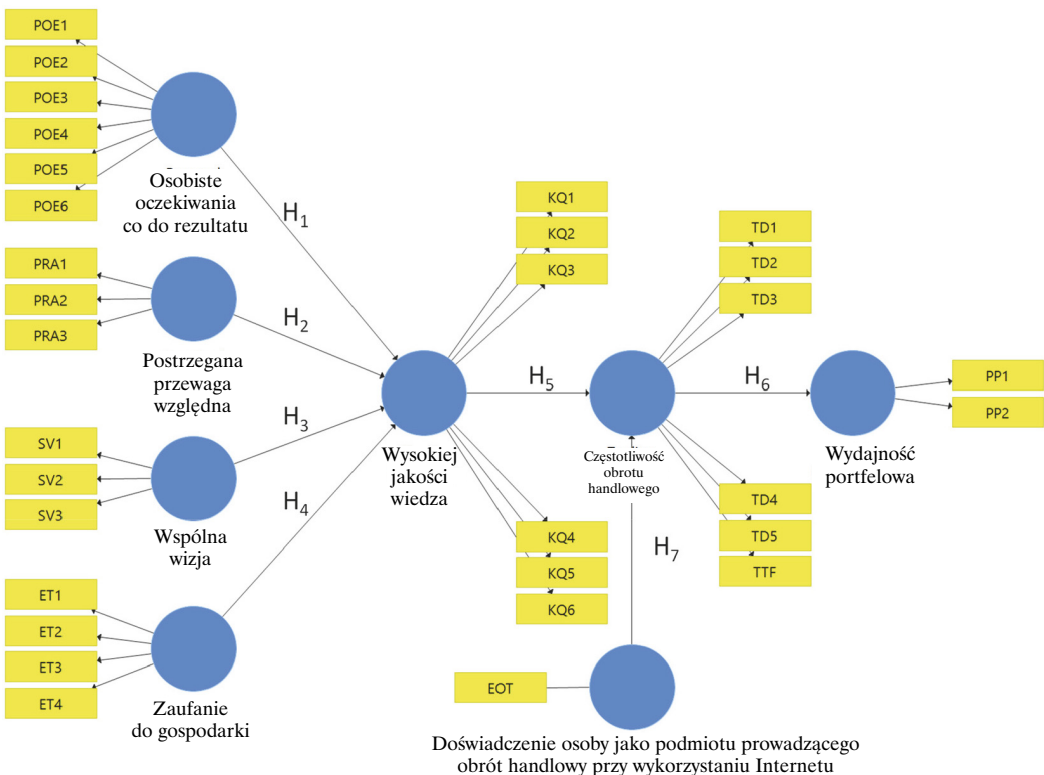 POE1
POE2
POE3
POE4
POE5
POE6
Osobiste
oczekiwania
co do rezultatu
H1
PRA1
PRA2
PRA3
Postrzegana
przewaga
względna
H2
SV1
SV2
SV3
Wspólna
wizja
H3
ET1
ET2
ET3
ET4
Zaufanie
do gospodarki
H4
KQ1
KQ2
KQ3
Wysokiej
jakości
wiedza
KQ4
KQ5
KQ6
H5
TD1
TD2
TD3
Częstotliwość
obrotu
handlowego
TD4
TD5
TTF
H6
Wydajność
portfelowa
PP1
PP2
H7
EOT
Doświadczenie osoby jako podmiotu prowadzącego
obrót handlowy przy wykorzystaniu Internetu